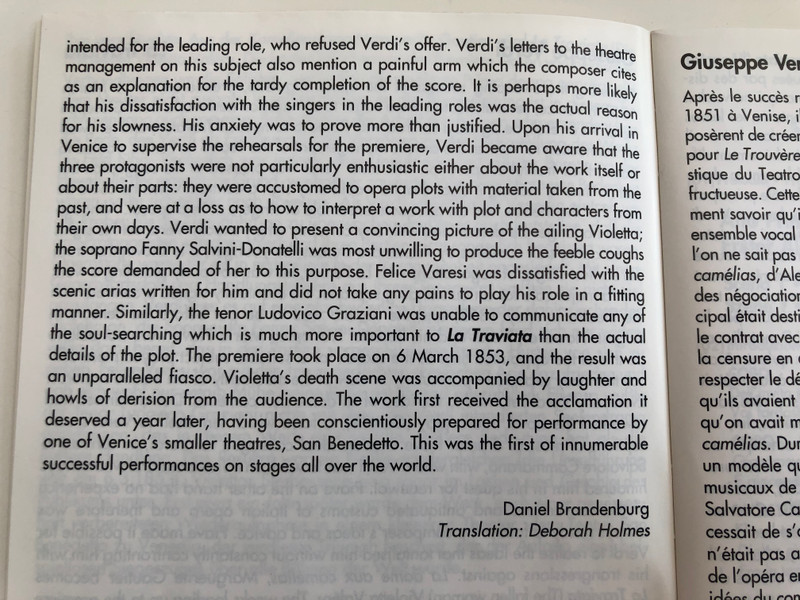 intended for the leading role, who refused Verdi's offer. Verdi's letters to the theatre
management on this subject also mention a painful arm which the composer cites
as an explanation for the tardy completion of the score. It is perhaps more likely
that his dissatisfaction with the singers in the leading roles was the actual reason
for his slowness. His anxiety was to prove more than justified. Upon his arrival in
Venice to supervise the rehearsals for the premiere, Verdi became aware that the
three protagonists were not particularly enthusiastic either about the work itself or
about their parts: they were accustomed to opera plots with material taken from the
past, and were at a loss as to how to interpret a work with plot and characters from
their own days. Verdi wanted to present a convincing picture of the ailing Violetta;
the soprano Fanny Salvini-Donatelli was most unwilling to produce the feeble coughs
the score demanded of her to this purpose. Felice Varesi was dissatisfied with the
scenic arias written for him and did not take any pains to play his role in a fitting
manner. Similarly, the tenor Ludovico Graziani was unable to communicate any of
the soul-searching which is much more important to La Traviata than the actual
details of the plot. The premiere took place on 6 March 1853, and the result was
an unparalleled fiasco. Violetta's death scene was accompanied by laughter and
howls of derision from the audience. The work first received the acclamation it
deserved a year later, having been conscientiously prepared for performance by
one of Venice's smaller theatres, San Benedetto. This was the first of innumerable
successful performances on stages all over the world.
Daniel Brandenburg
Translation: Deborah Holmes
Giuseppe Ver
Après le succès r
1851 à Venise, i
posèrent de créer
pour Le Trouvère
stique du Teatro
fructueuse. Cette
ment savoir qu'i
ensemble vocal
l'on ne sait pas
camélias, d'Ale
des négociation
cipal était desti
le contrat avec
la censure en
respecter le dé
qu'ils avaient
qu'on avait m
camélias. Dur
un modèle qu
musicaux de
Salvatore Ca
cessait de s'
n'était pas a
de l'opéra en
idées du com